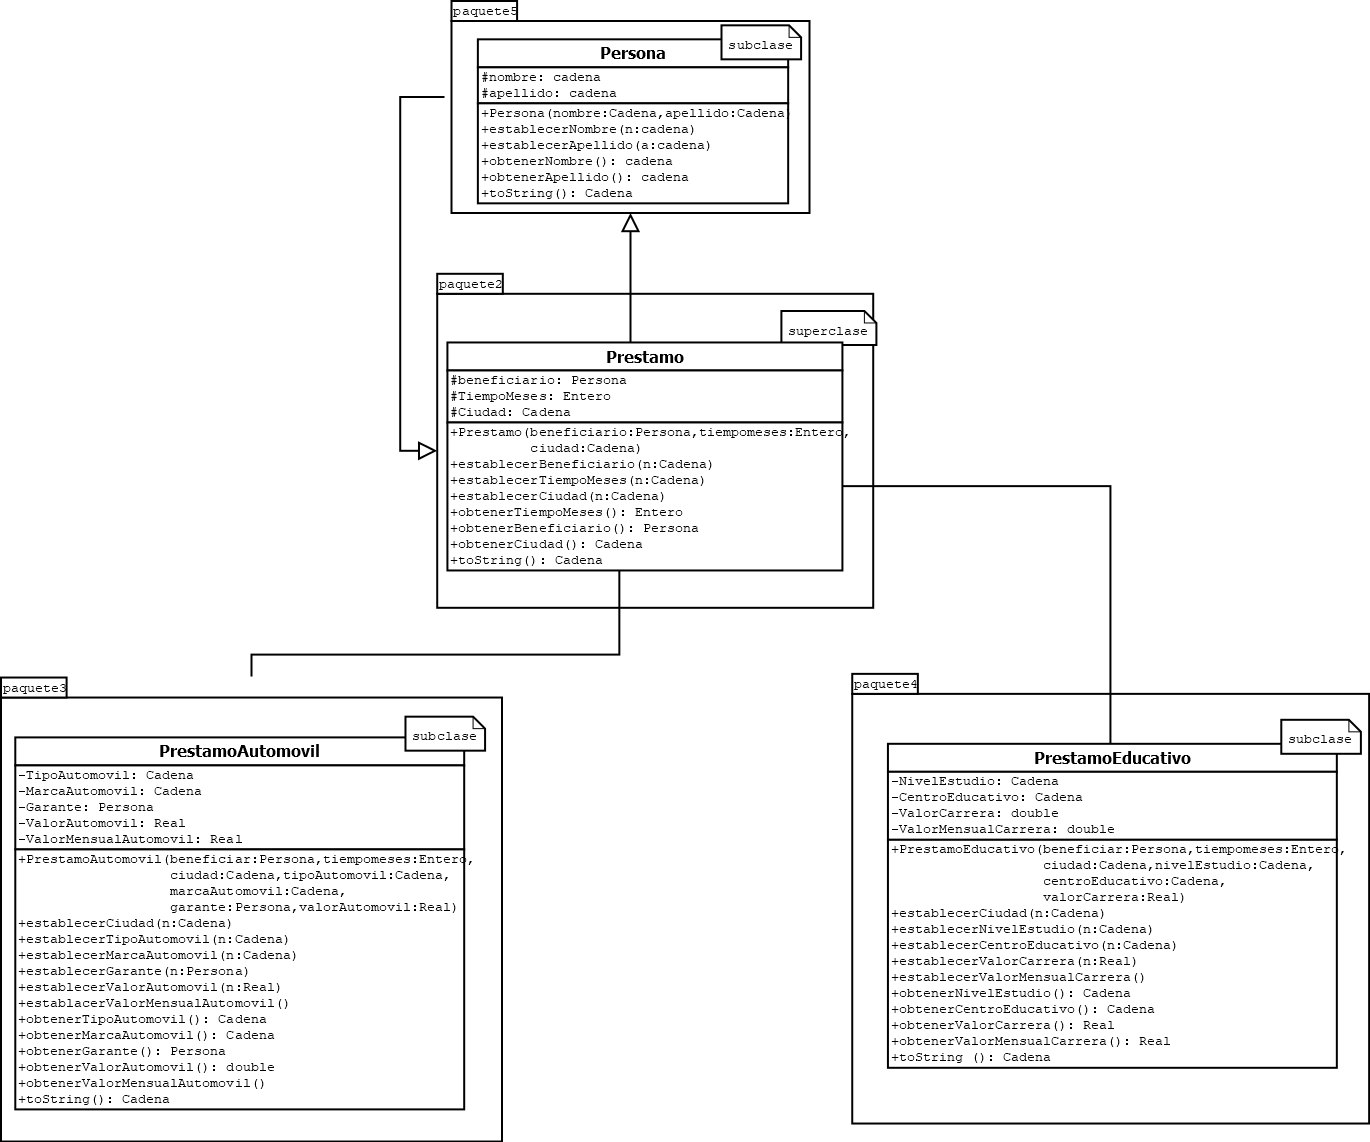 paquete5
subclase
Persona
#nombre: cadena
#apellido: cadena
+Persona(nombre:Cadena,apellido:Cadena)
+establecerNombre(n:cadena)
+establecerApellido(a:cadena)
+obtenerNombre(): cadena
+obtenerApellido(): cadena
+toString(): Cadena
paquete2
superclase
Prestamo
#beneficiario: Persona
#TiempoMeses: Entero
#Ciudad: Cadena
+Prestamo(beneficiario:Persona,tiempomeses:Entero,
ciudad:Cadena)
+establecerBeneficiario(n:Cadena)
+establecerTiempoMeses(n:Cadena)
+establecerCiudad(n:Cadena)
+obtenerTiempoMeses(): Entero
+obtenerBeneficiario(): Persona
+obtenerCiudad(): Cadena
+toString(): Cadena
paquete3
subclase
PrestamoAutomovil
-TipoAutomovil: Cadena
-MarcaAutomovil: Cadena
-Garante: Persona
-ValorAutomovil: Real
-ValorMensualAutomovil: Real
+PrestamoAutomovil(beneficiar:Persona,tiempomeses:Entero,
ciudad:Cadena,tipoAutomovil:Cadena,
marcaAutomovil:Cadena,
garante:Persona,valorAutomovil:Real)
+establecerCiudad(n:Cadena)
+establecerTipoAutomovil(n:Cadena)
+establecerMarcaAutomovil(n:Cadena)
+establecerGarante(n:Persona)
+establecerValorAutomovil(n:Real)
+establacerValorMensualAutomovil()
+obtenerTipoAutomovil(): Cadena
+obtenerMarcaAutomovil(): Cadena
+obtenerGarante(): Persona
+obtenerValorAutomovil(): double
+obtenerValorMensualAutomovil()
+toString(): Cadena
paquete4
subclase
PrestamoEducativo
-NivelEstudio: Cadena
-CentroEducativo: Cadena
-ValorCarrera: double
-ValorMensualCarrera: double
+PrestamoEducativo(beneficiar:Persona,tiempomeses:Entero,
ciudad:Cadena,nivelEstudio:Cadena,
centroEducativo:Cadena,
valorCarrera:Real)
+establecerCiudad(n:Cadena)
+establecerNivelEstudio(n:Cadena)
+establecerCentroEducativo(n:Cadena)
+establecerValorCarrera(n:Real)
+establecerValorMensualCarrera()
+obtenerNivelEstudio(): Cadena
+obtenerCentroEducativo(): Cadena
+obtenerValorCarrera(): Real
+obtenerValorMensualCarrera(): Real
+toString (): Cadena